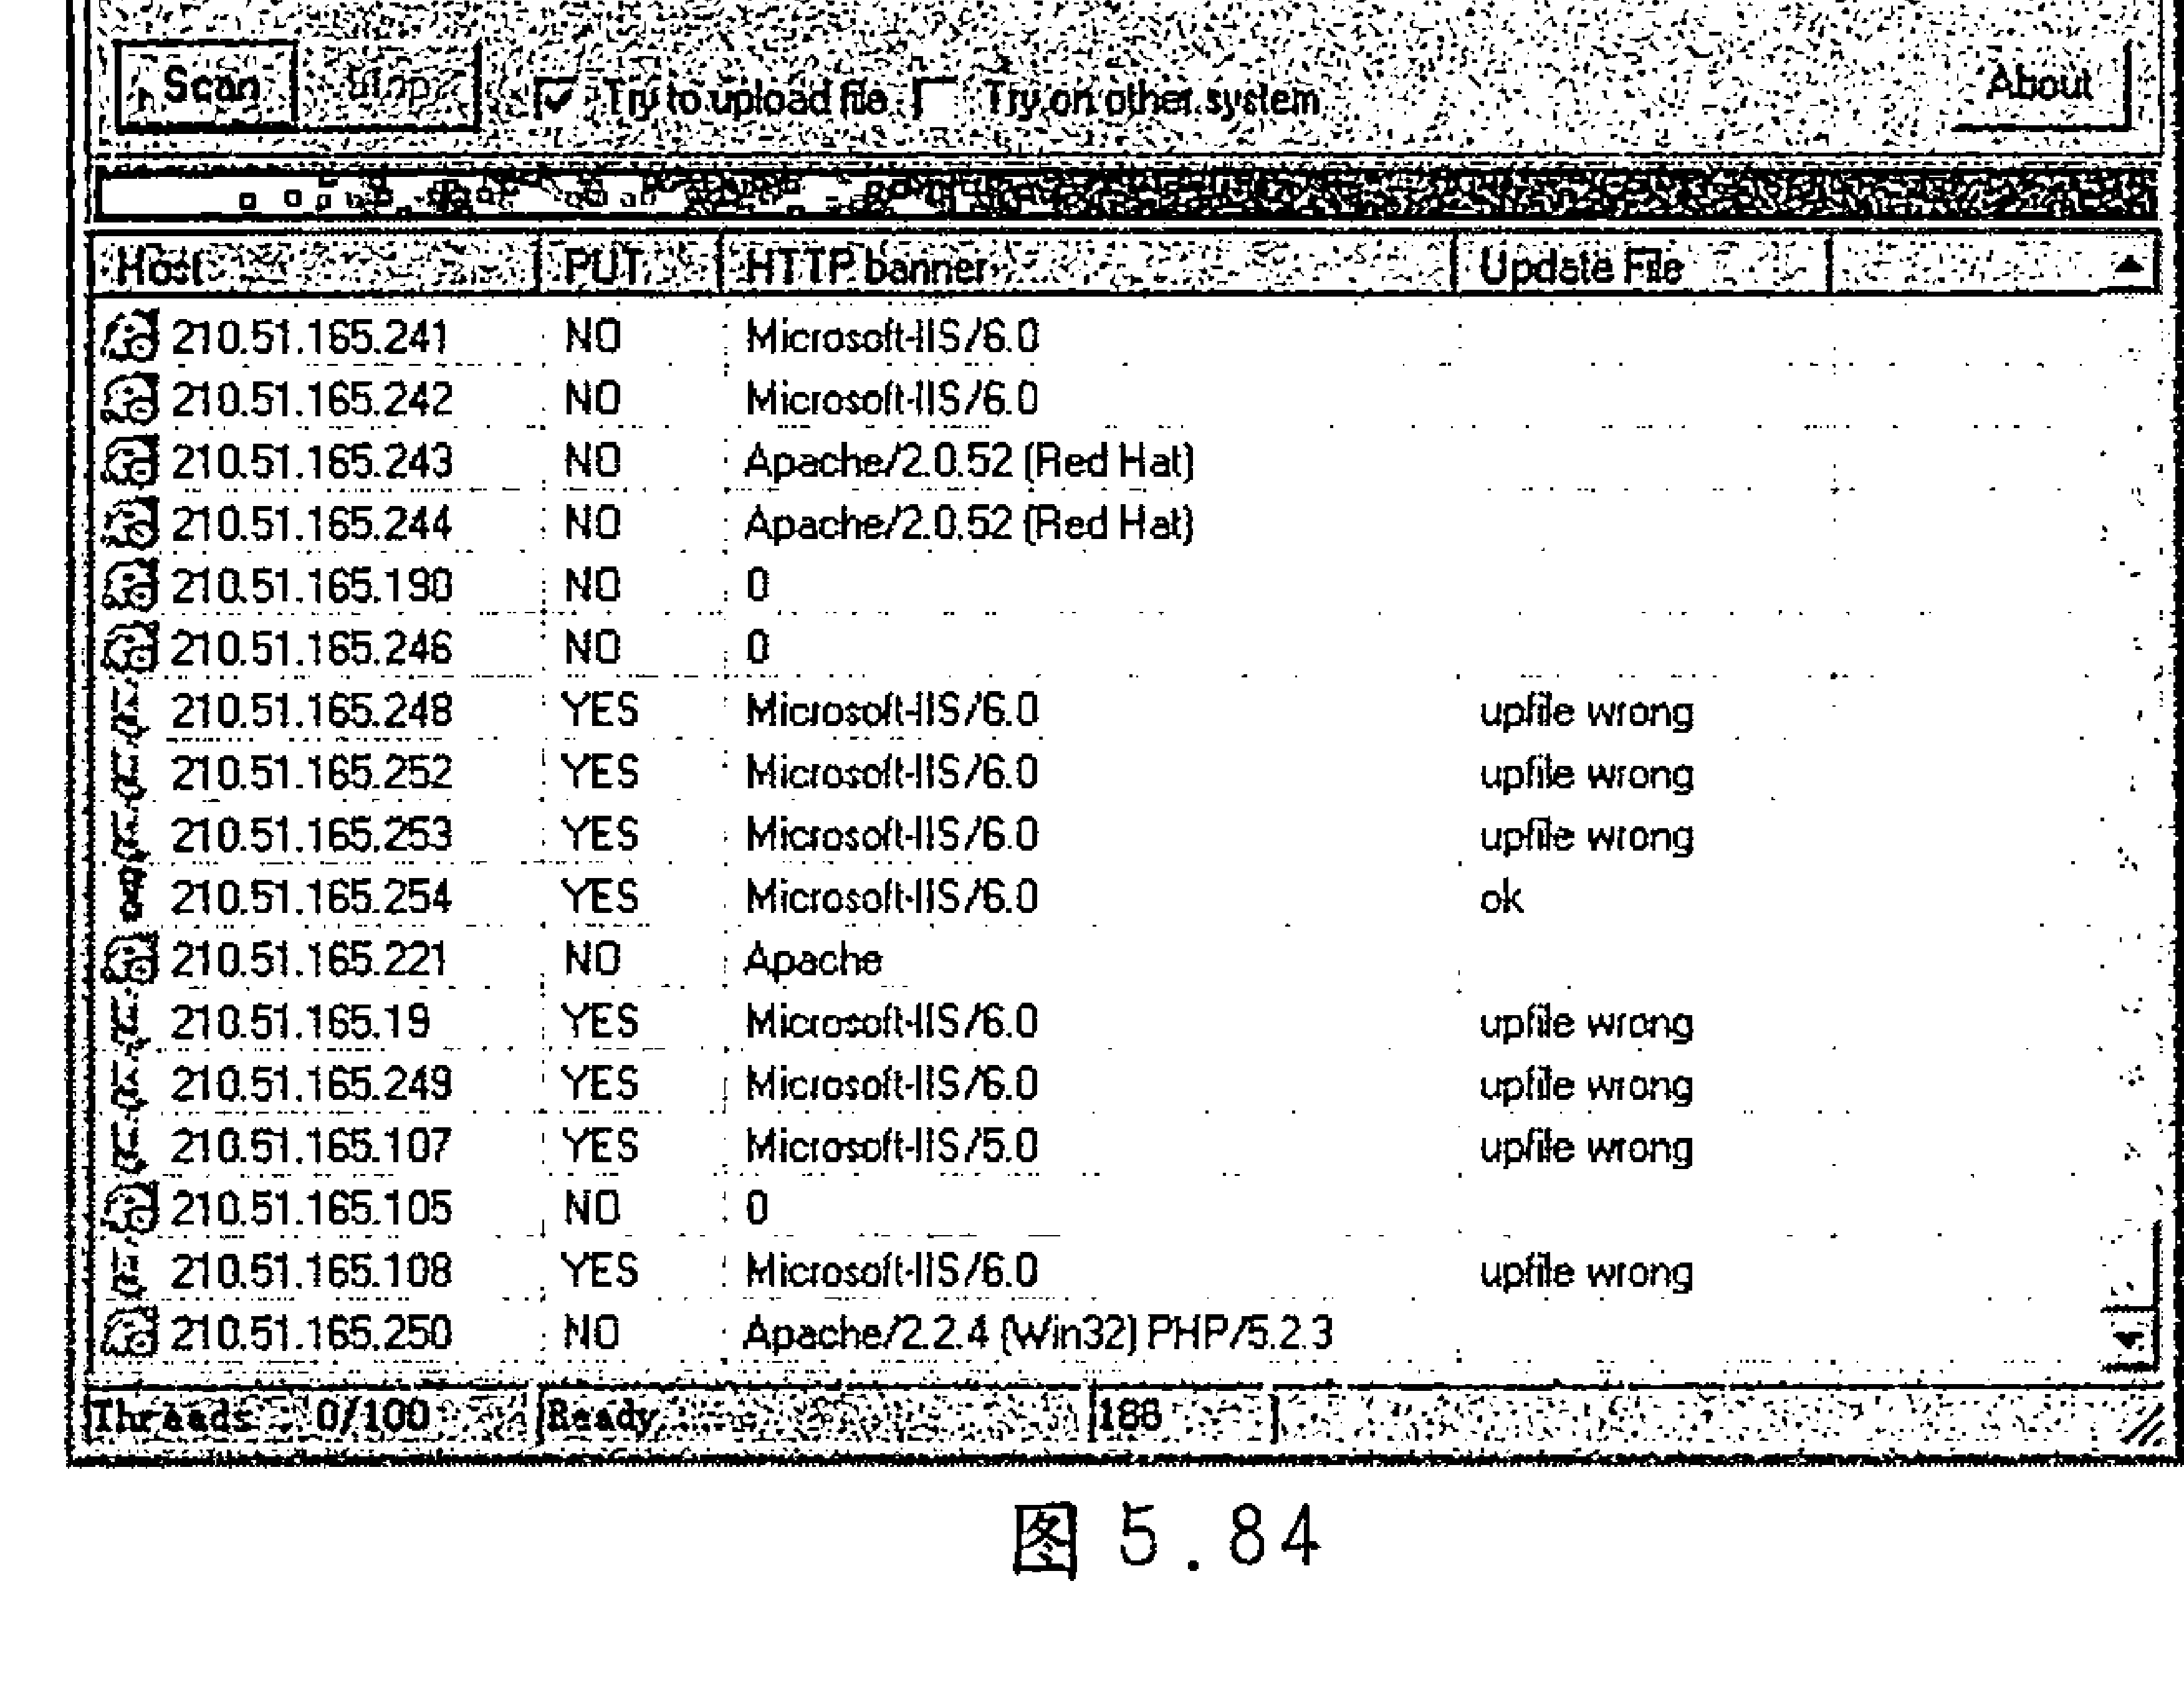 Scan Stop Try to upload file Try on other system About
Host PUT HTTP banner Update File
210.51.165.241 NO Microsoft-IIS/6.0
210.51.165.242 NO Microsoft-IIS/6.0
210.51.165.243 NO Apache/2.0.52 (Red Hat)
210.51.165.244 NO Apache/2.0.52 (Red Hat)
210.51.165.190 NO 0
210.51.165.246 NO 0
210.51.165.248 YES Microsoft-IIS/6.0 upfile wrong
210.51.165.252 YES Microsoft-IIS/6.0 upfile wrong
210.51.165.253 YES Microsoft-IIS/6.0 upfile wrong
210.51.165.254 YES Microsoft-IIS/6.0 ok
210.51.165.221 NO Apache
210.51.165.19 YES Microsoft-IIS/6.0 upfile wrong
210.51.165.249 YES Microsoft-IIS/6.0 upfile wrong
210.51.165.107 YES Microsoft-IIS/5.0 upfile wrong
210.51.165.105 NO 0
210.51.165.108 YES Microsoft-IIS/6.0 upfile wrong
210.51.165.250 NO Apache/2.2.4 (Win32) PHP/5.2.3
Threads 0/100 Ready 186
图 5.84